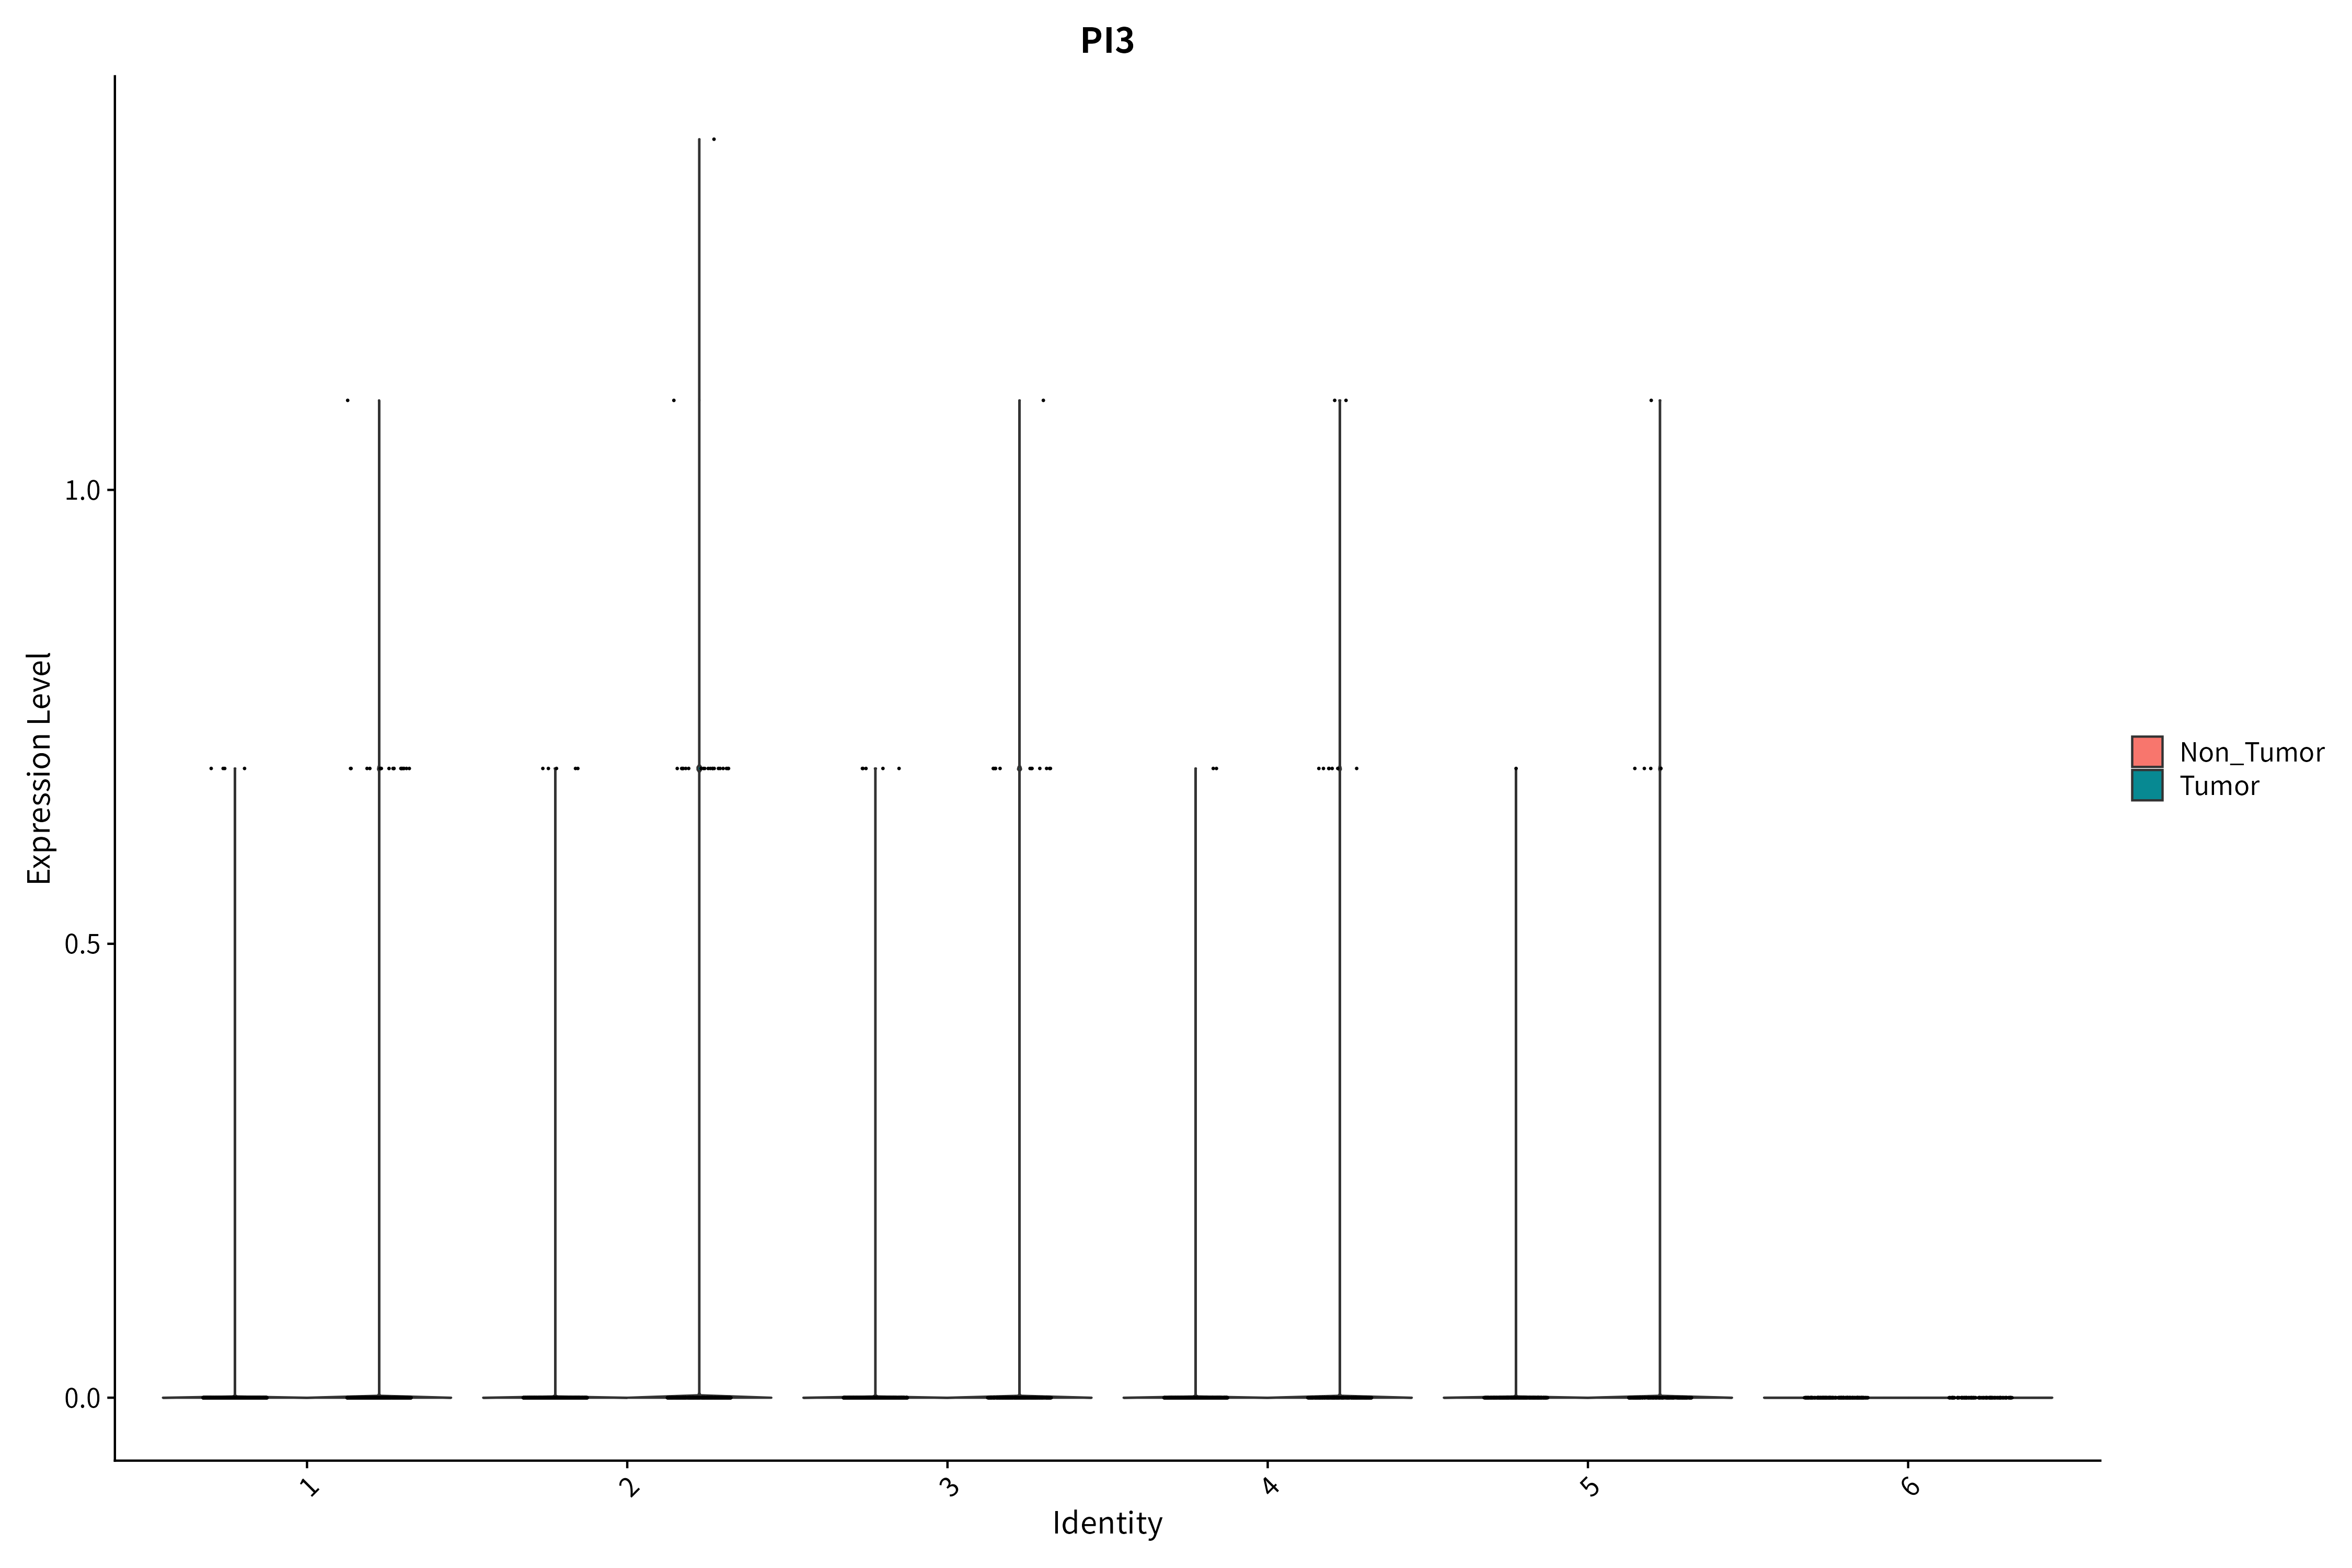 PI3
Expression Level
1.0
0.5
0.0
1
2
3
4
5
6
Identity
Non_Tumor
Tumor